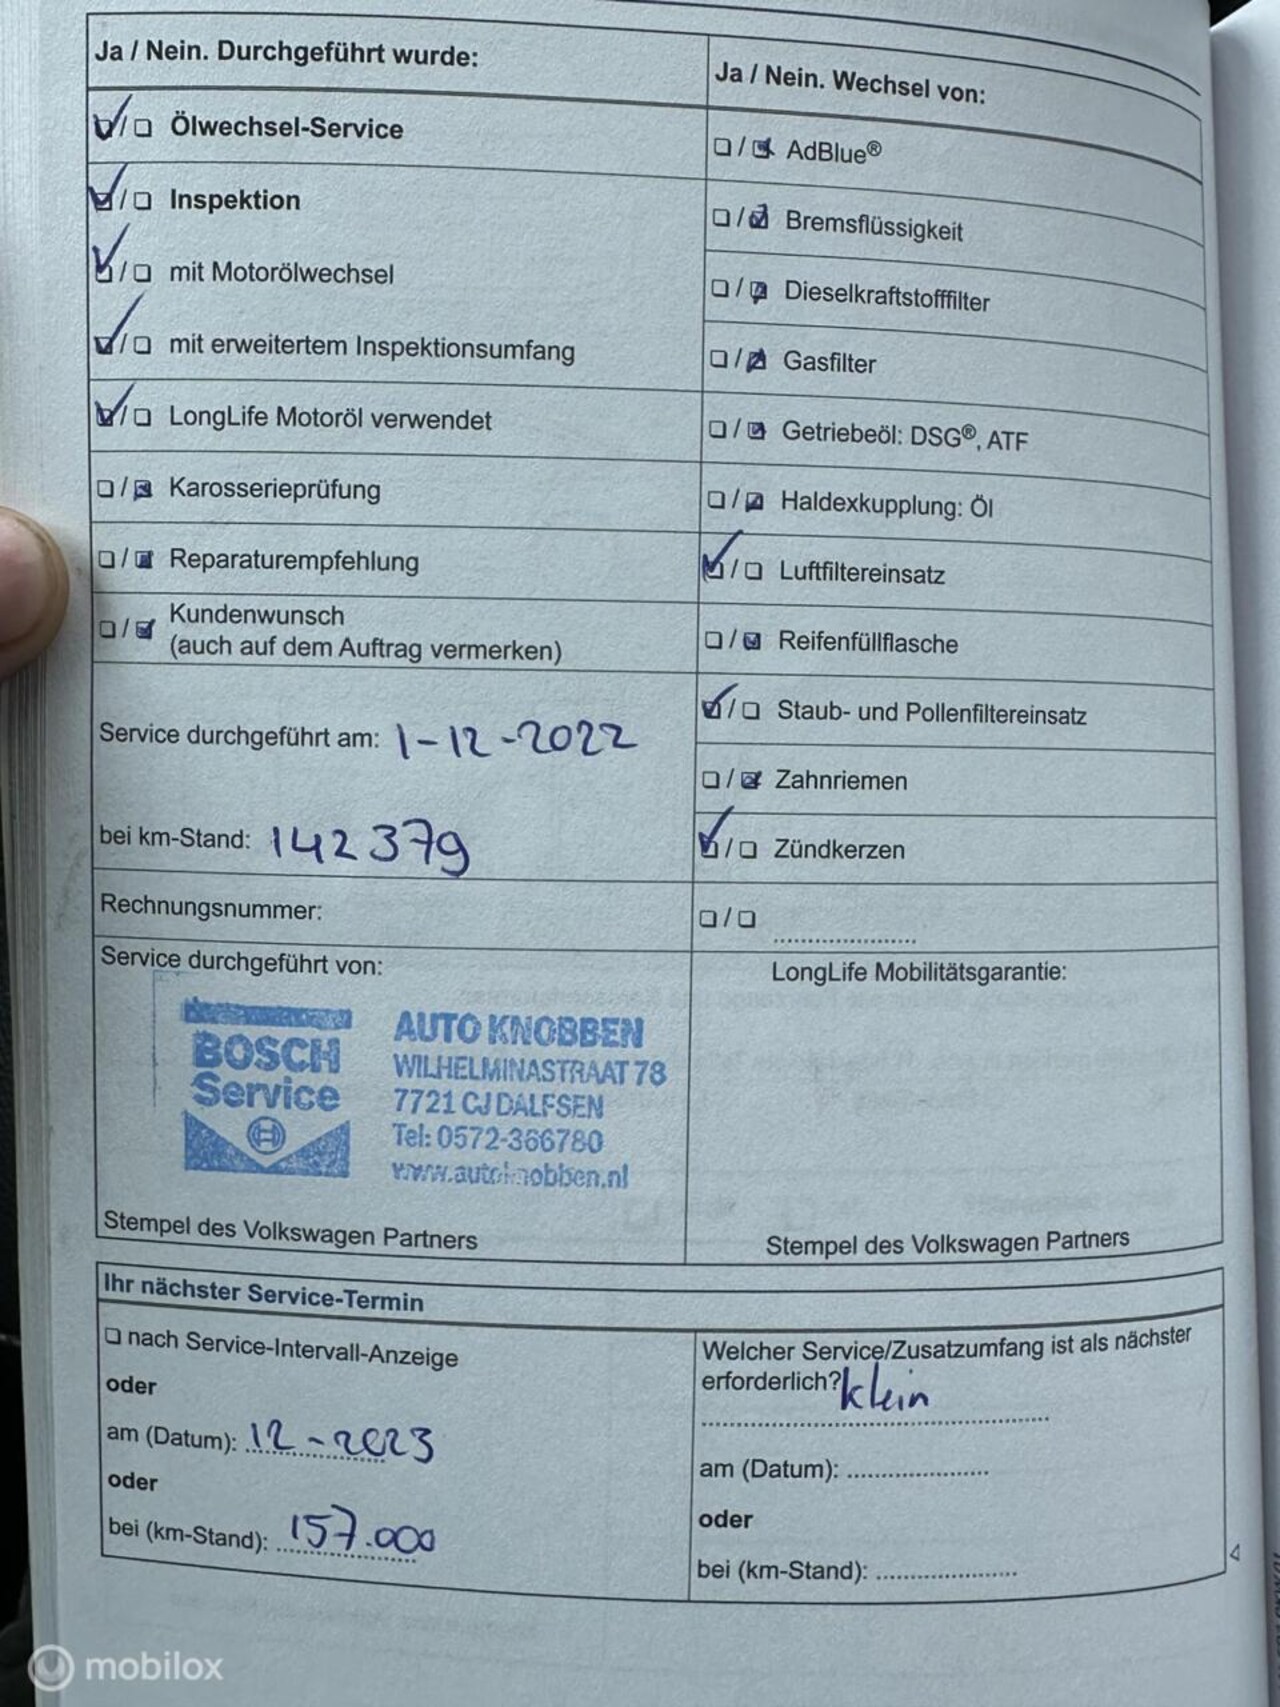 Ja / Nein. Durchgeführt wurde:
☑/☐ Ölwechsel-Service
☑/☐ Inspektion
☑/☐ mit Motorölwechsel
☑/☐ mit erweitertem Inspektionsumfang
☑/☐ LongLife Motoröl verwendet
☐/☑ Karosserieprüfung
☐/☑ Reparaturempfehlung
☐/☑ Kundenwunsch
(auch auf dem Auftrag vermerken)
Service durchgeführt am: 1-12-2022
bei km-Stand: 142379
Rechnungsnummer:
Service durchgeführt von:
BOSCH
Service
AUTO KNOBBEN
WILHELMINASTRAAT 78
7721 CJ DALFSEN
Tel: 0572-366780
www.autoknobben.nl
Stempel des Volkswagen Partners
Ja / Nein. Wechsel von:
☐/☑ AdBlue®
☐/☑ Bremsflüssigkeit
☐/☑ Dieselkraftstofffilter
☐/☑ Gasfilter
☐/☑ Getriebeöl: DSG®, ATF
☐/☑ Haldexkupplung: Öl
☑/☐ Luftfiltereinsatz
☐/☑ Reifenfüllflasche
☑/☐ Staub- und Pollenfiltereinsatz
☐/☑ Zahnriemen
☑/☐ Zündkerzen
☐/☐ ......................
LongLife Mobilitätsgarantie:
Stempel des Volkswagen Partners
Ihr nächster Service-Termin
☐ nach Service-Intervall-Anzeige
oder
am (Datum): 12-2023
oder
bei (km-Stand): 157.000
Welcher Service/Zusatzumfang ist als nächster
erforderlich? klein
am (Datum): ......................
oder
bei (km-Stand): ......................
mobilox